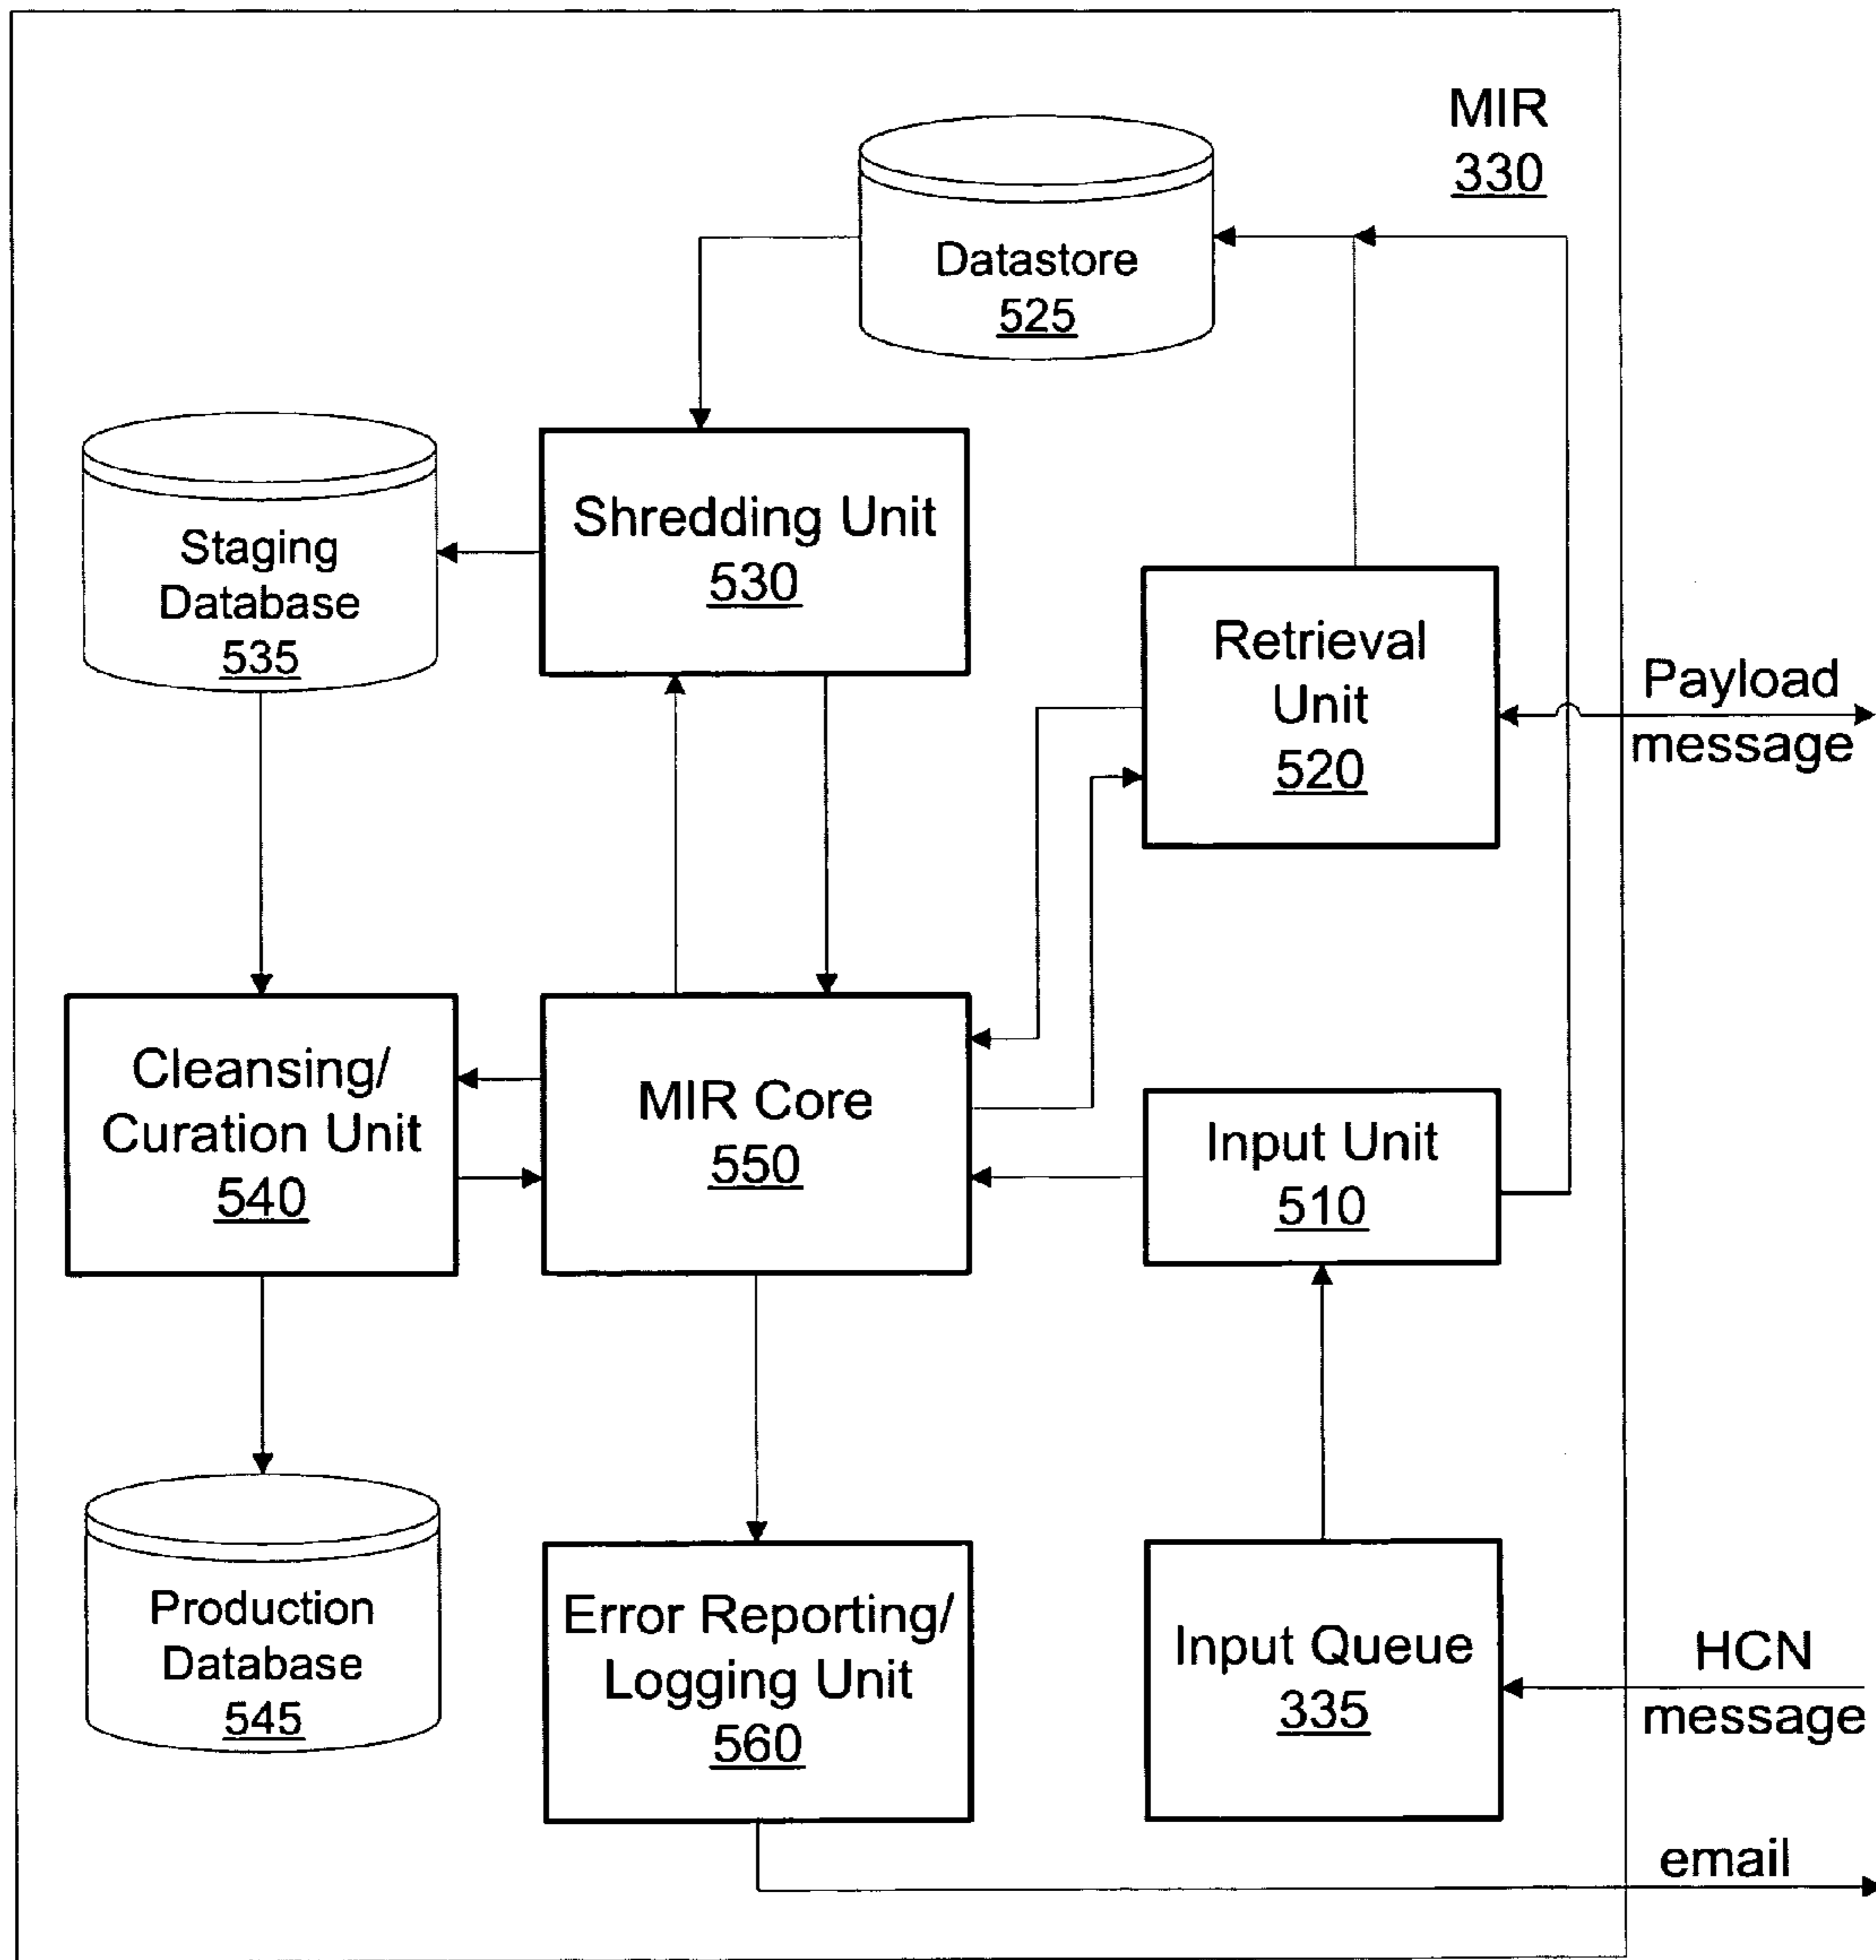 MIR
330
Datastore
525
Shredding Unit
530
Staging
Database
535
Retrieval
Unit
520
Payload
message
Cleansing/
Curation Unit
540
MIR Core
550
Input Unit
510
Production
Database
545
Error Reporting/
Logging Unit
560
Input Queue
335
HCN
message
email